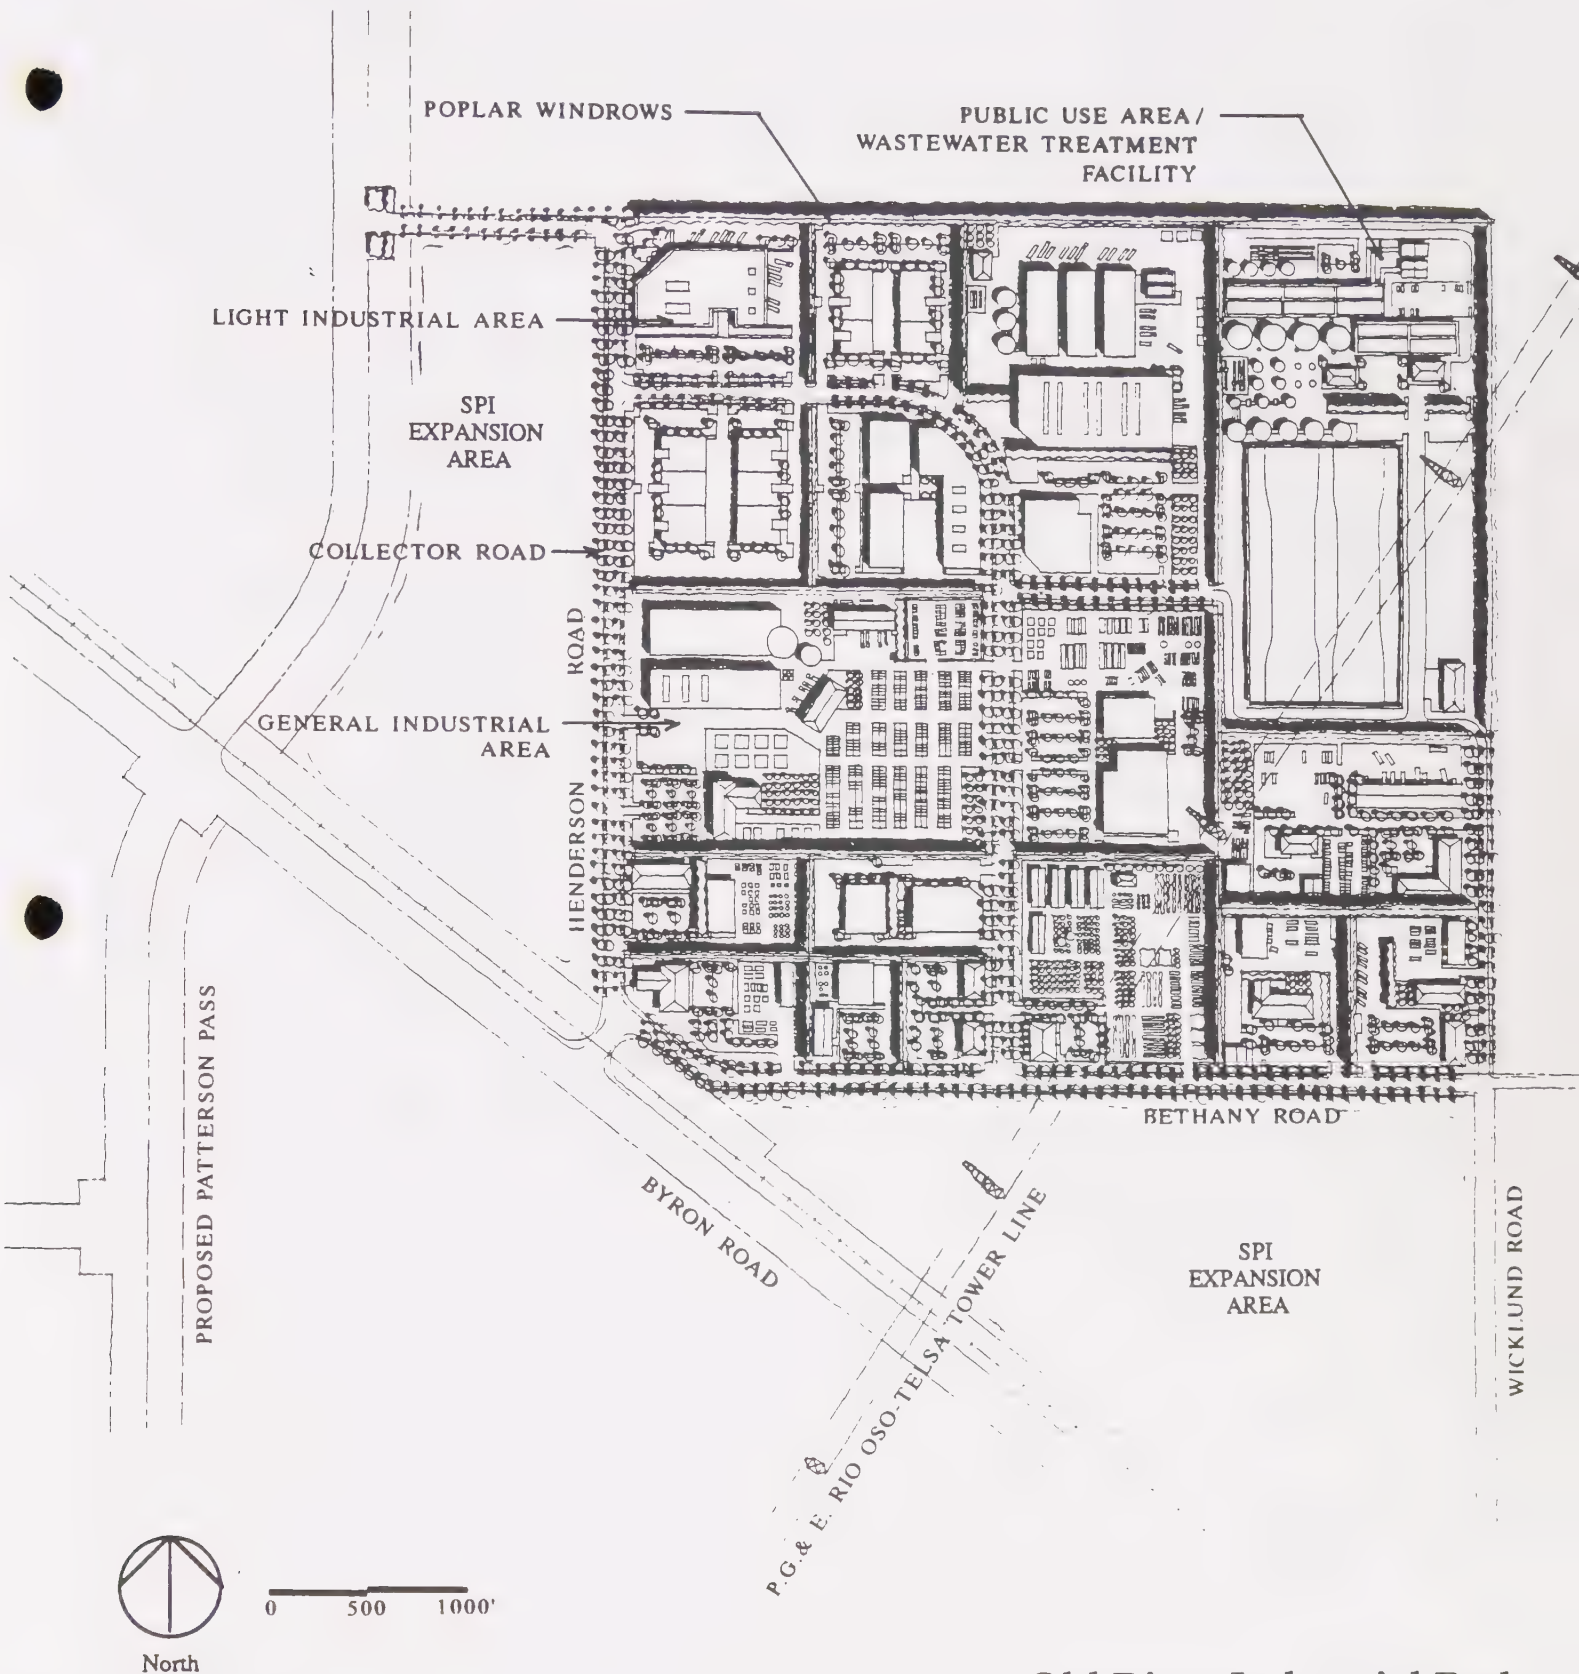 POPLAR WINDROWS
PUBLIC USE AREA/
WASTEWATER TREATMENT
FACILITY
LIGHT INDUSTRIAL AREA
SPI
EXPANSION
AREA
COLLECTOR ROAD
HENDERSON ROAD
GENERAL INDUSTRIAL
AREA
PROPOSED PATTERSON PASS
BETHANY ROAD
BYRON ROAD
P.G.& E. RIO OSO-TELSA TOWER LINE
SPI
EXPANSION
AREA
WICKLUND ROAD
0 500 1000'
North